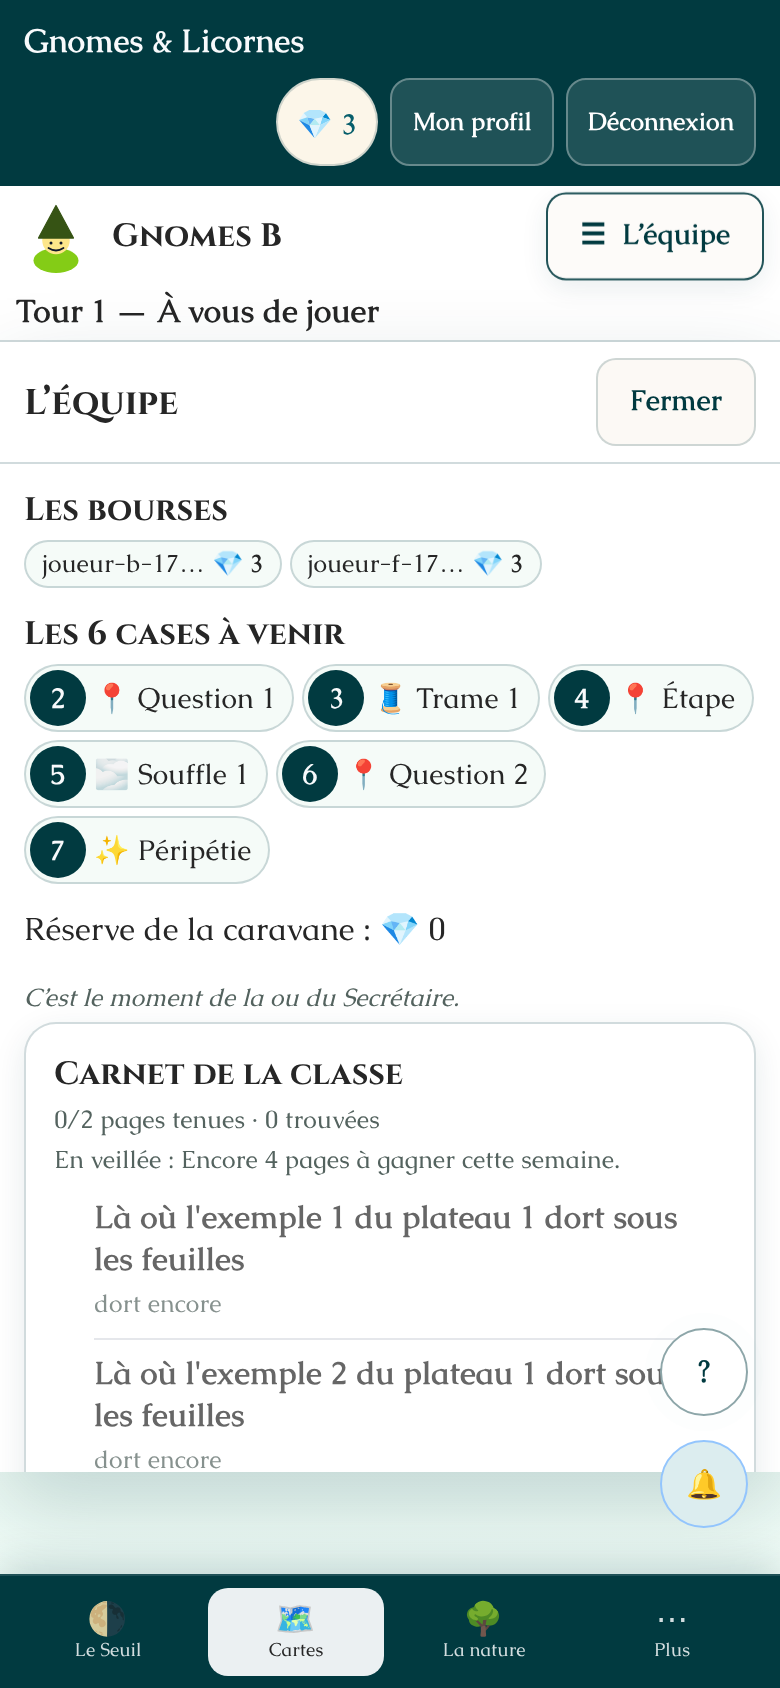 Gnomes & Licornes
💎 3
Mon profil
Déconnexion
Gnomes B
☰ L’équipe
Tour 1 — À vous de jouer
L’équipe
Fermer
Les bourses
joueur-b-17… 💎 3
joueur-f-17… 💎 3
Les 6 cases à venir
2 📍 Question 1
3 🧵 Trame 1
4 📍 Étape
5 🌫️ Souffle 1
6 📍 Question 2
7 ✨ Péripétie
Réserve de la caravane : 💎 0
C’est le moment de la ou du Secrétaire.
Carnet de la classe
0/2 pages tenues · 0 trouvées
En veillée : Encore 4 pages à gagner cette semaine.
Là où l'exemple 1 du plateau 1 dort sous
les feuilles
dort encore
Là où l'exemple 2 du plateau 1 dort sou
les feuilles
dort encore
?
Le Seuil
Cartes
La nature
… Plus